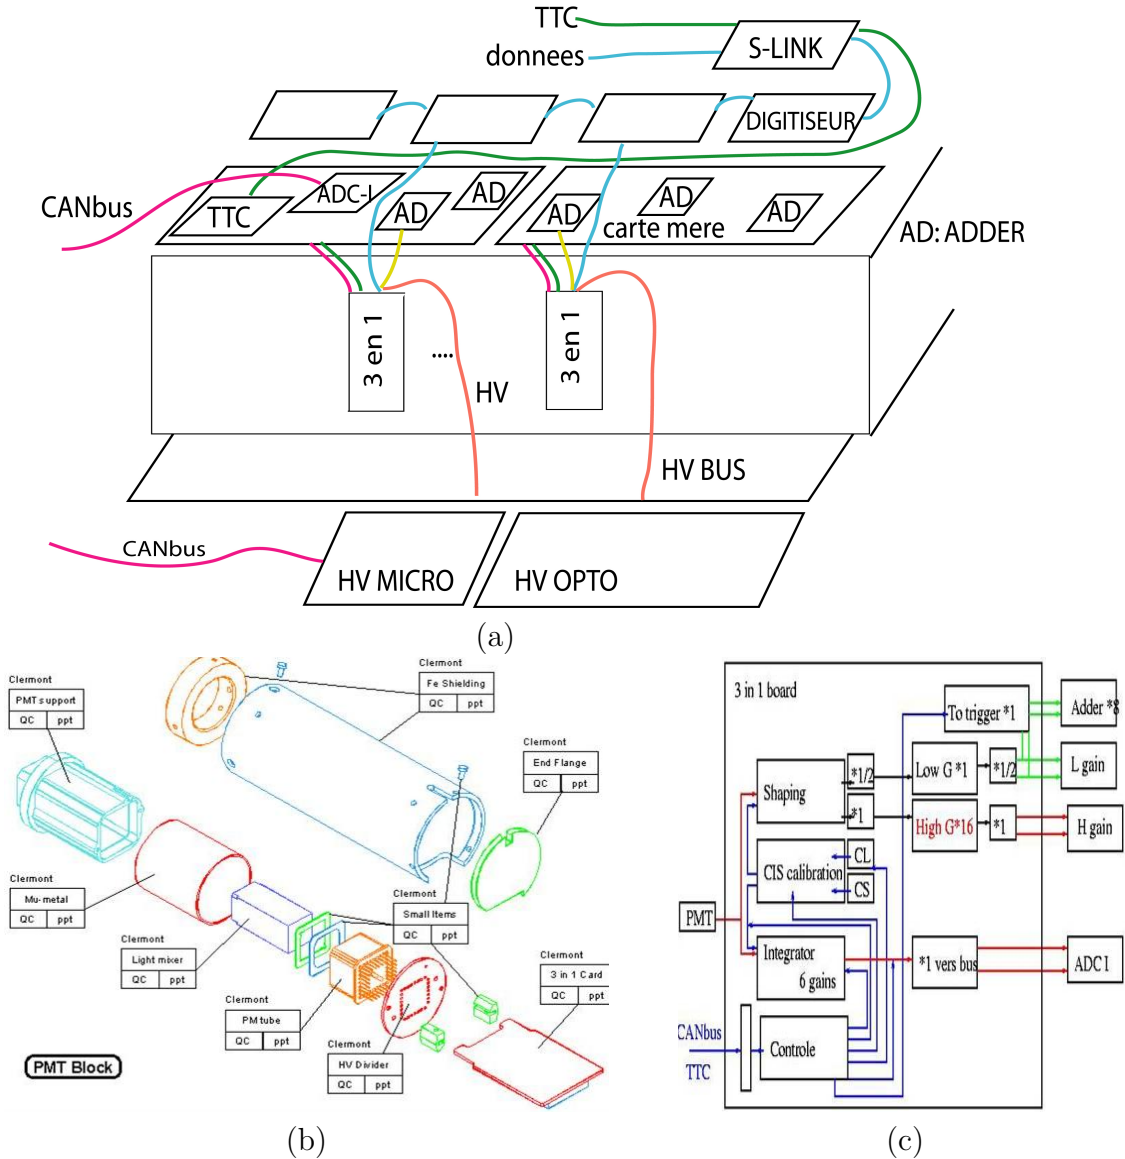 TTC
donnees
S-LINK
DIGITISEUR
CANbus
TTC
ADC-I
AD
AD
AD
AD
AD
carte mere
AD: ADDER
3 en 1
....
3 en 1
HV
HV BUS
CANbus
HV MICRO
HV OPTO
(a)
Clermont
PMT support
QC ppt
Clermont
Fe Shielding
QC ppt
Clermont
End Flange
QC ppt
Clermont
Mu-metal
QC ppt
Clermont
Small Items
QC ppt
Clermont
Light mixer
QC ppt
Clermont
3 in 1 Card
QC ppt
Clermont
PM tube
QC ppt
Clermont
HV Divider
QC ppt
PMT Block
(b)
3 in 1 board
To trigger *1
Adder *8
Shaping
*1/2
Low G *1
*1/2
L gain
*1
High G*16
*1
H gain
CIS calibration
CL
CS
PMT
Integrator
6 gains
*1 vers bus
ADC I
CANbus
TTC
Controle
(c)